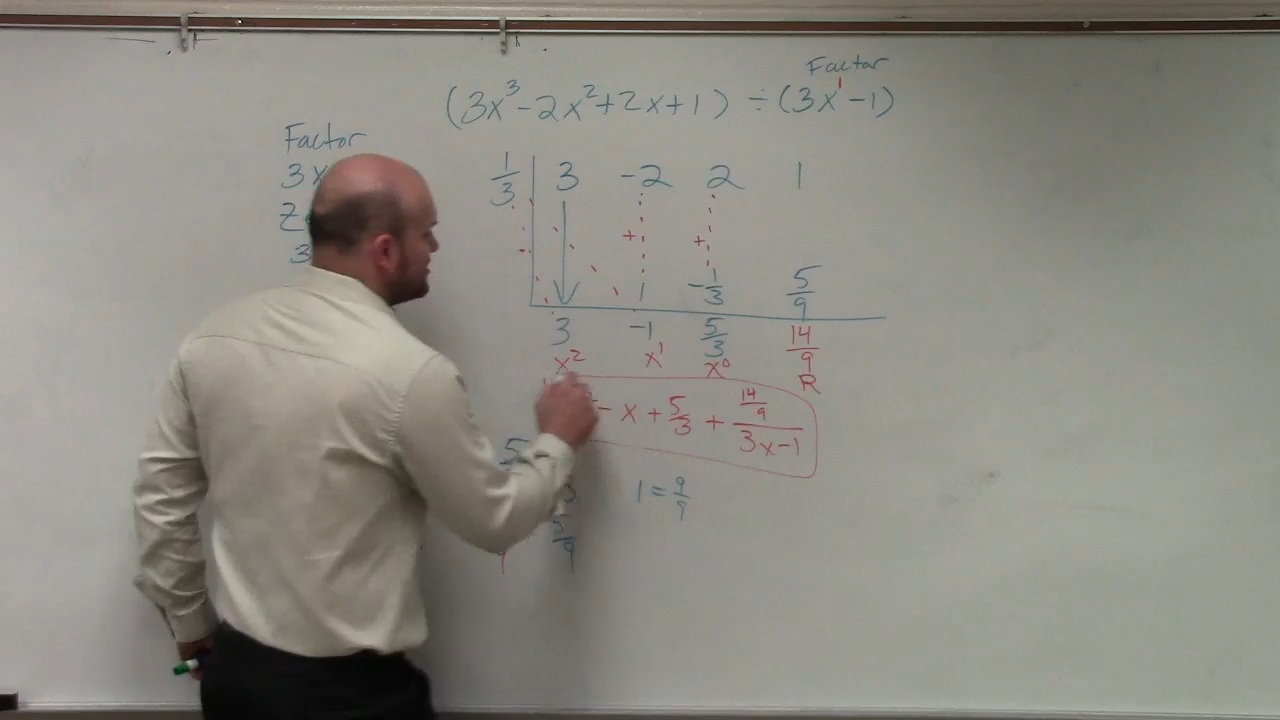 Factor
(3x³-2x²+2x+1) ÷ (3x¹-1)
Factor
3x
1/3 3 -2 2 1
3
+ +
1 -1/3 5/9
3 -1 5/3 14/9
x² x¹ x⁰ R
- x + 5/3 + (14/9)/(3x-1)
5
1 = 9/9